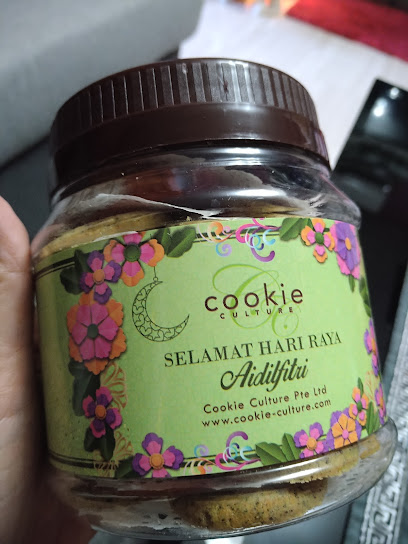 cookie
CULTURE
SELAMAT HARI RAYA
Aidilfitri
Cookie Culture Pte Ltd
www.cookie-culture.com